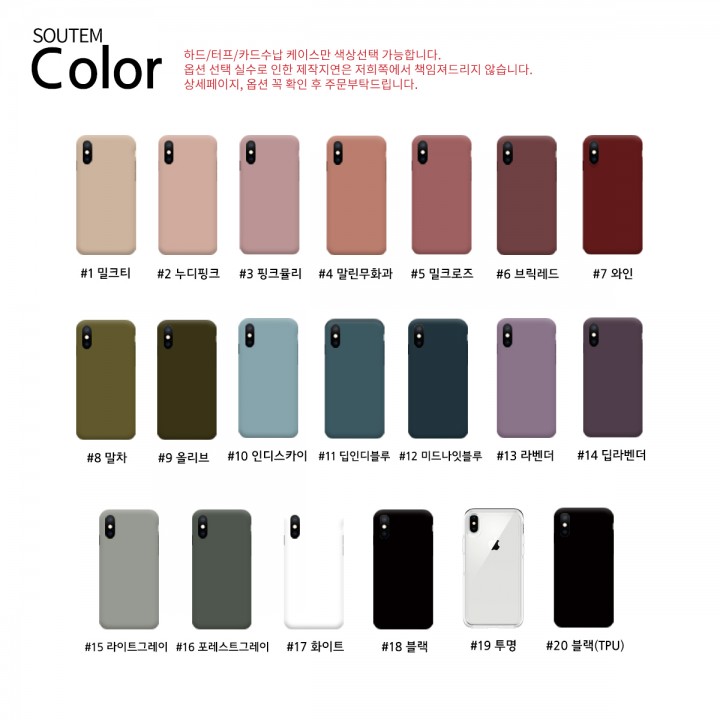 SOUTEM
Color
하드/터프/카드수납 케이스만 색상선택 가능합니다.
옵션 선택 실수로 인한 제작지연은 저희쪽에서 책임져드리지 않습니다.
상세페이지, 옵션 꼭 확인 후 주문부탁드립니다.
#1 밀크티
#2 누디핑크
#3 핑크뮬리
#4 말린무화과
#5 밀크로즈
#6 브릭레드
#7 와인
#8 말차
#9 올리브
#10 인디스카이
#11 딥인디블루
#12 미드나잇블루
#13 라벤더
#14 딥라벤더
#15 라이트그레이
#16 포레스트그레이
#17 화이트
#18 블랙
#19 투명
#20 블랙(TPU)